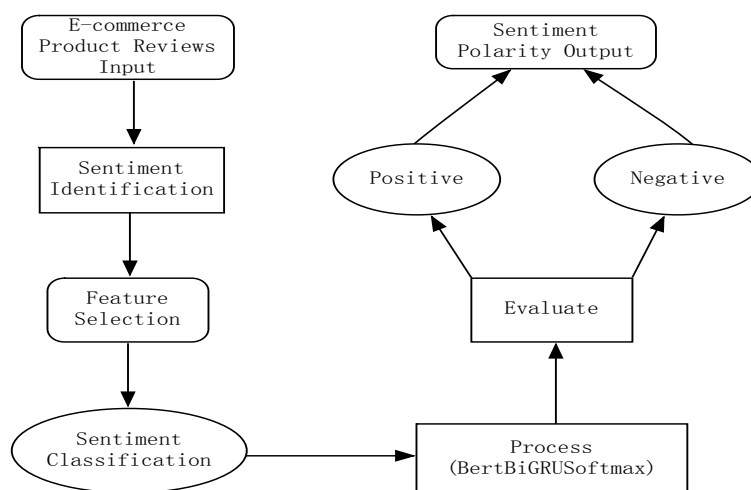 E-commerce
Product Reviews
Input
Sentiment
Identification
Feature
Selection
Sentiment
Classification
Process
(BertBiGRUSoftmax)
Evaluate
Positive
Negative
Sentiment
Polarity Output